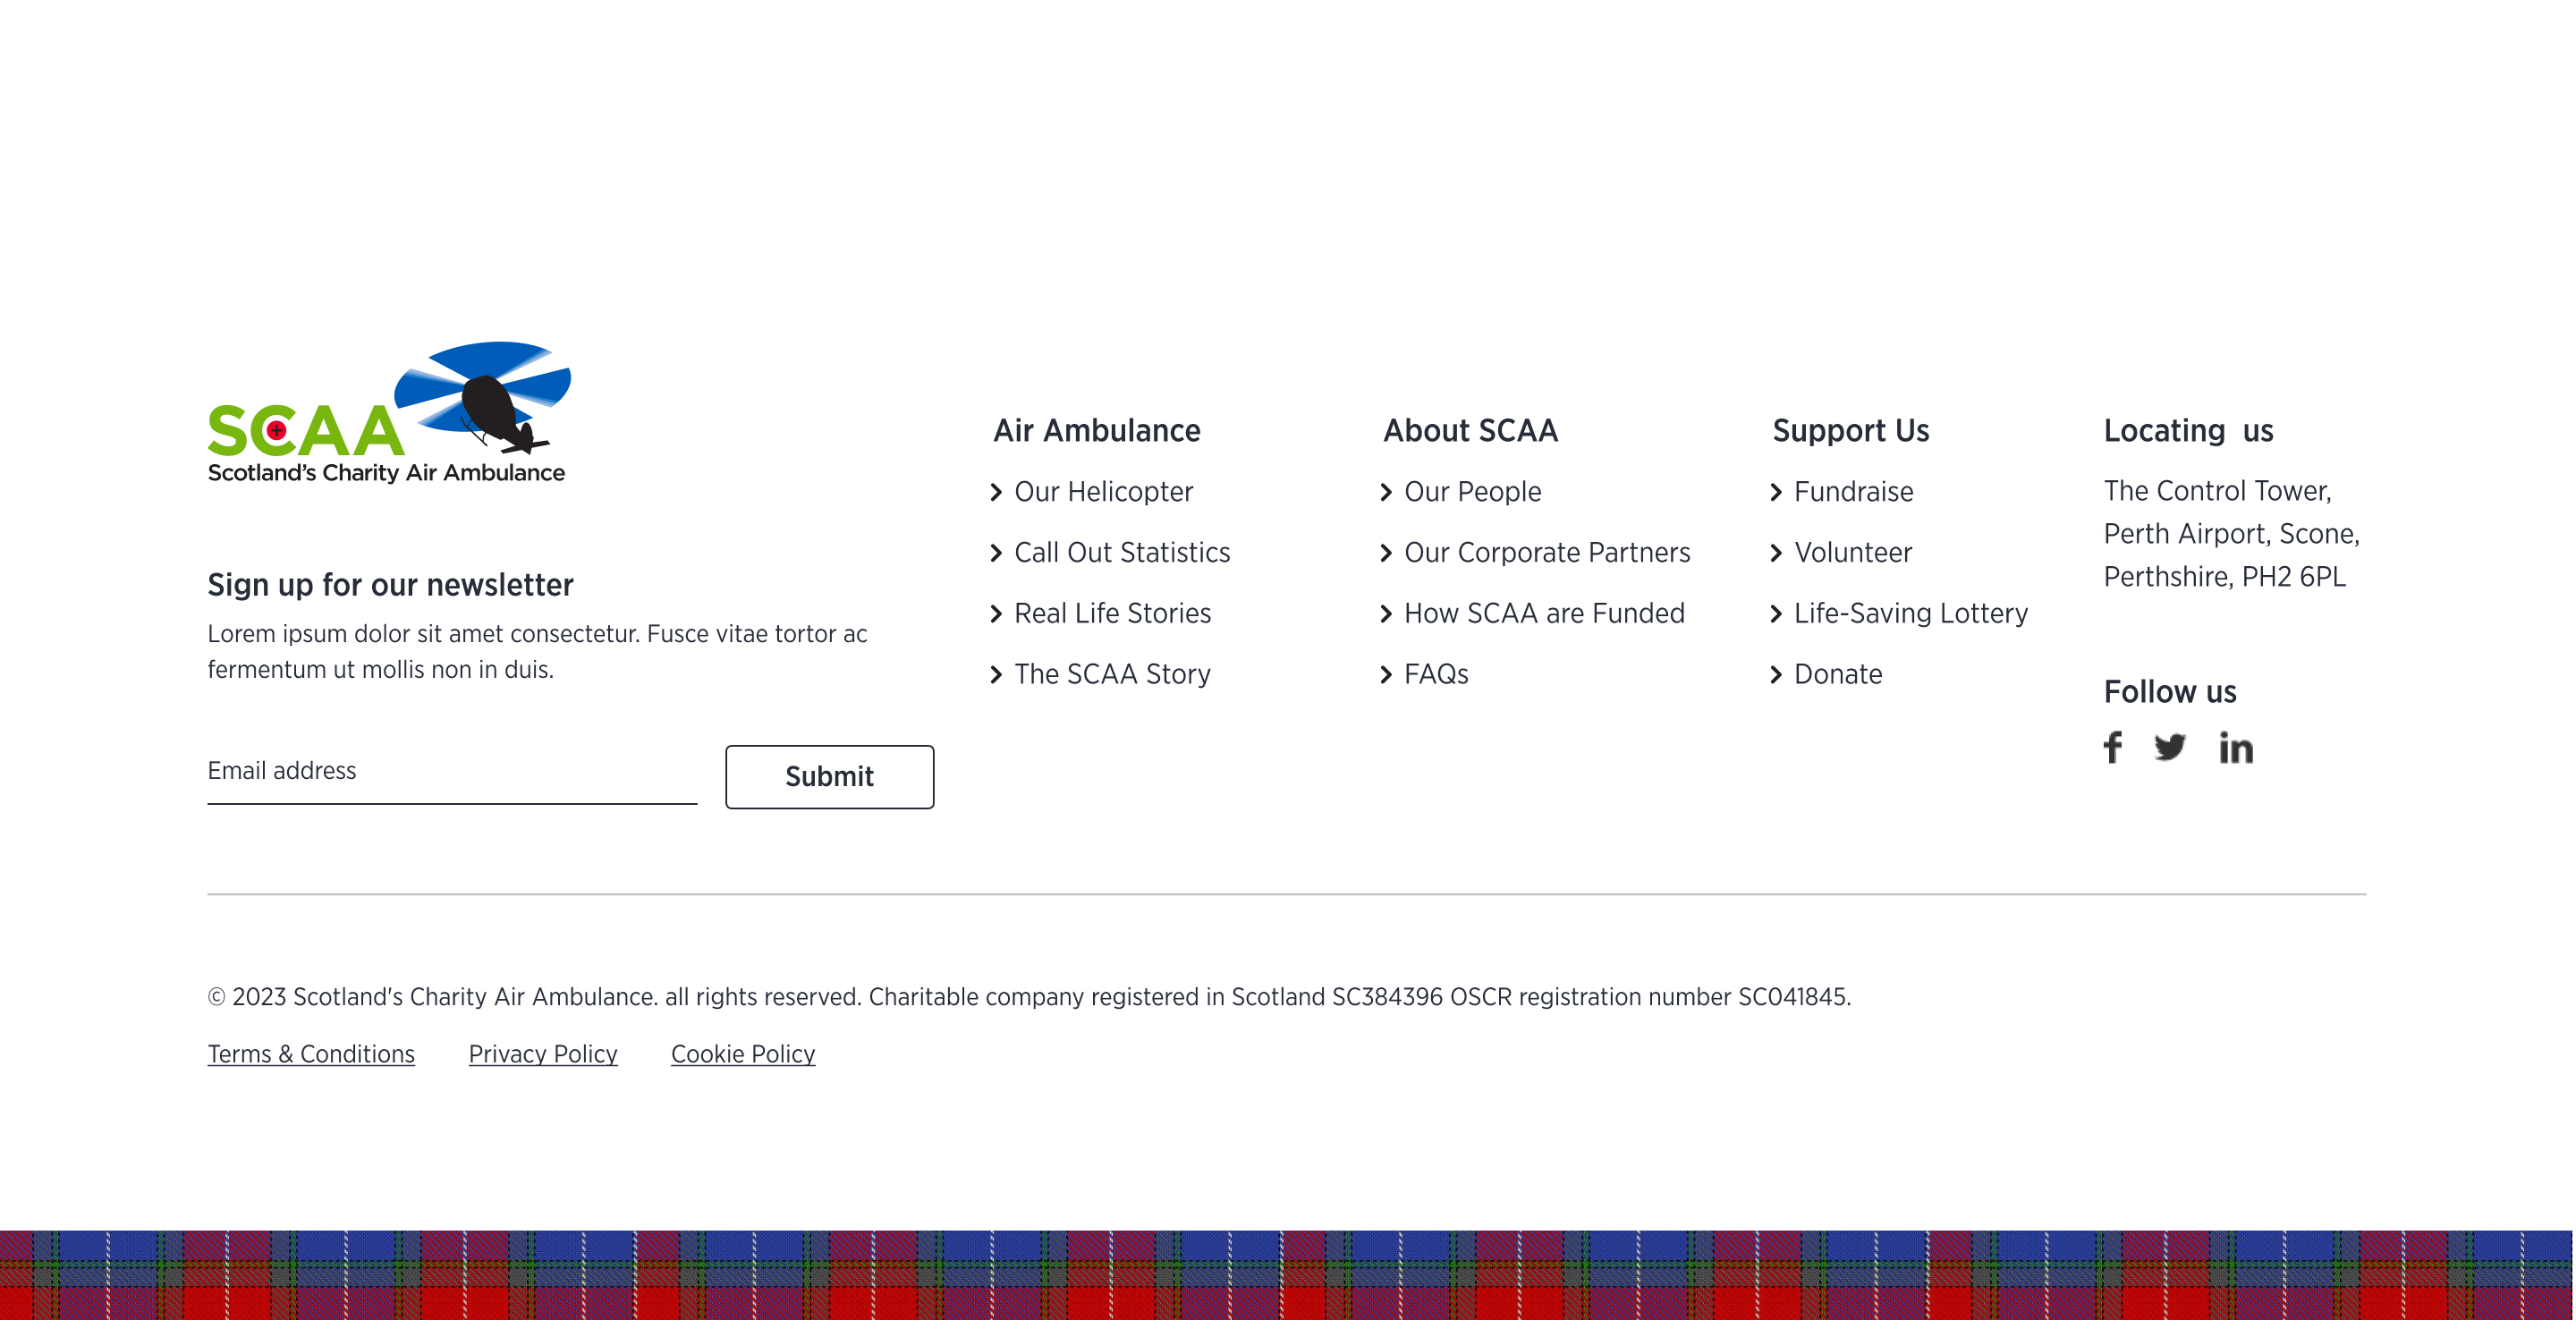 SCAA
Scotland's Charity Air Ambulance
Sign up for our newsletter
Lorem ipsum dolor sit amet consectetur. Fusce vitae tortor ac
fermentum ut mollis non in duis.
Email address
Submit
Air Ambulance
Our Helicopter
Call Out Statistics
Real Life Stories
The SCAA Story
About SCAA
Our People
Our Corporate Partners
How SCAA are Funded
FAQs
Support Us
Fundraise
Volunteer
Life-Saving Lottery
Donate
Locating  us
The Control Tower,
Perth Airport, Scone,
Perthshire, PH2 6PL
Follow us
© 2023 Scotland's Charity Air Ambulance. all rights reserved. Charitable company registered in Scotland SC384396 OSCR registration number SC041845.
Terms & Conditions
Privacy Policy
Cookie Policy